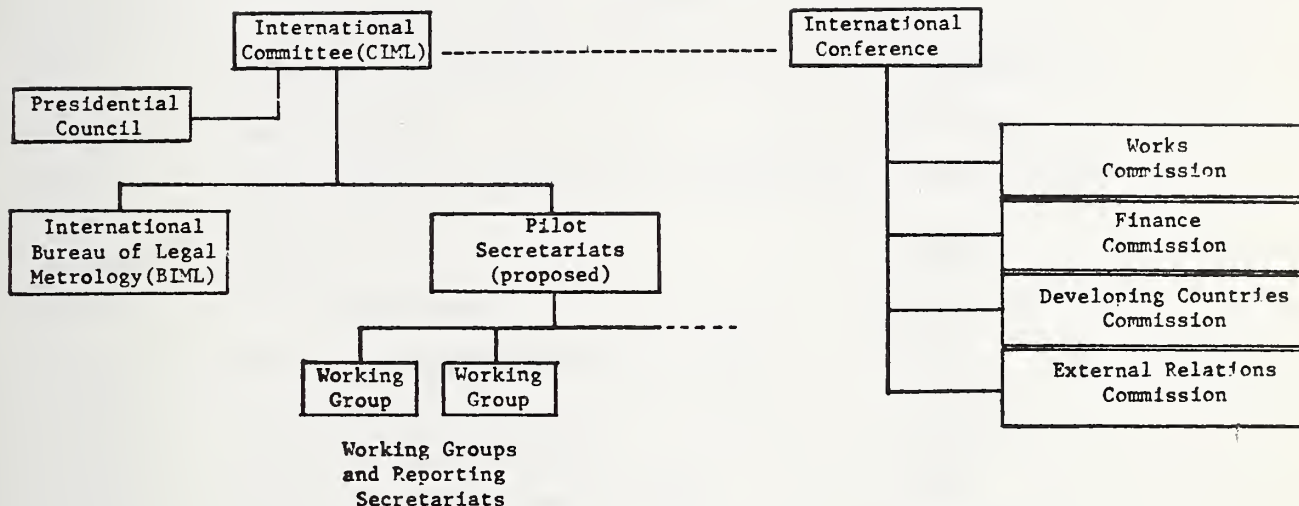 International
Committee(CIML)
International
Conference
Presidential
Council
Works
Commission
International
Bureau of Legal
Metrology(BIML)
Pilot
Secretariats
(proposed)
Finance
Commission
Developing Countries
Commission
External Relations
Commission
Working
Group
Working
Group
Working Groups
and Reporting
Secretariats